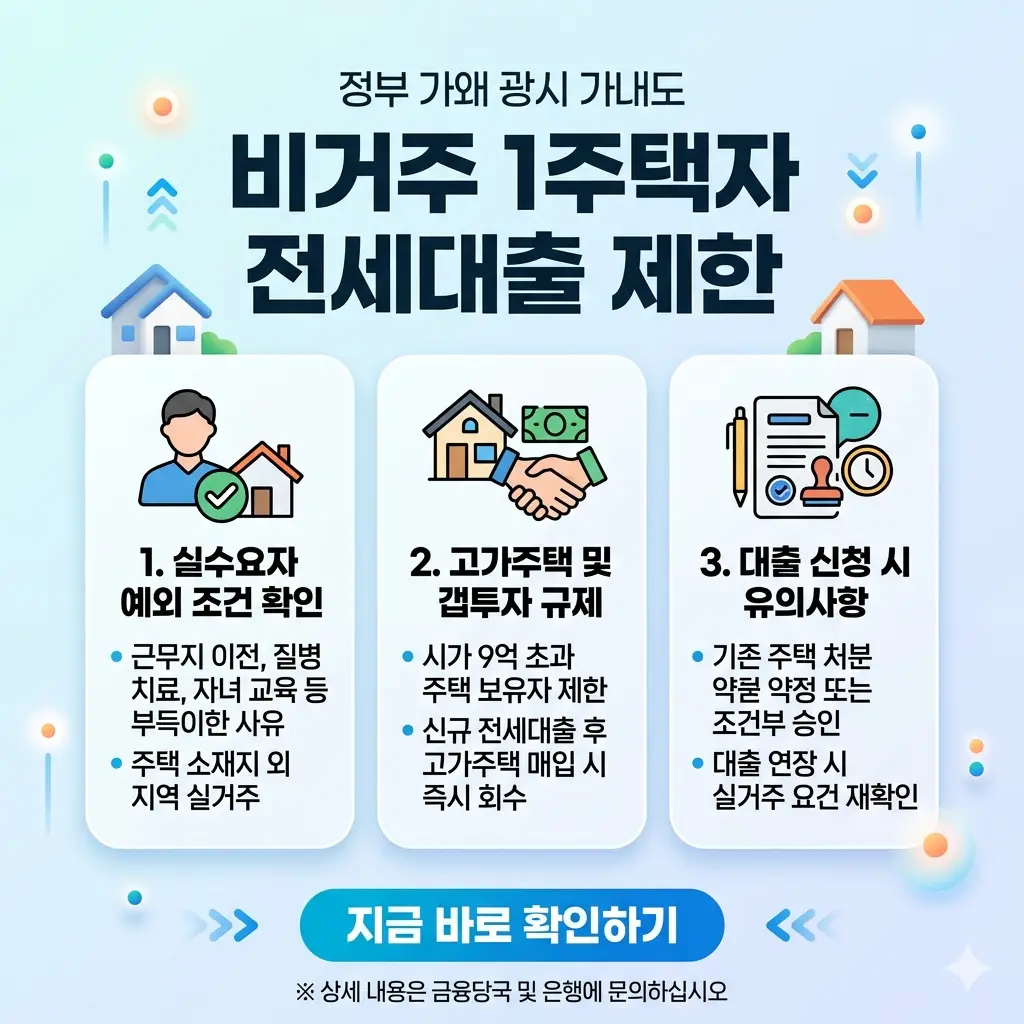 정부 가왜 광시 가내도
비거주 1주택자
전세대출 제한
1. 실수요자
예외 조건 확인
• 근무지 이전, 질병
치료, 자녀 교육 등
부득이한 사유
• 주택 소재지 외
지역 실거주
2. 고가주택 및
갭투자 규제
• 시가 9억 초과
주택 보유자 제한
• 신규 전세대출 후
고가주택 매입 시
즉시 회수
3. 대출 신청 시
유의사항
• 기존 주택 처분
약정 또는
조건부 승인
• 대출 연장 시
실거주 요건 재확인
지금 바로 확인하기
※ 상세 내용은 금융당국 및 은행에 문의하십시오